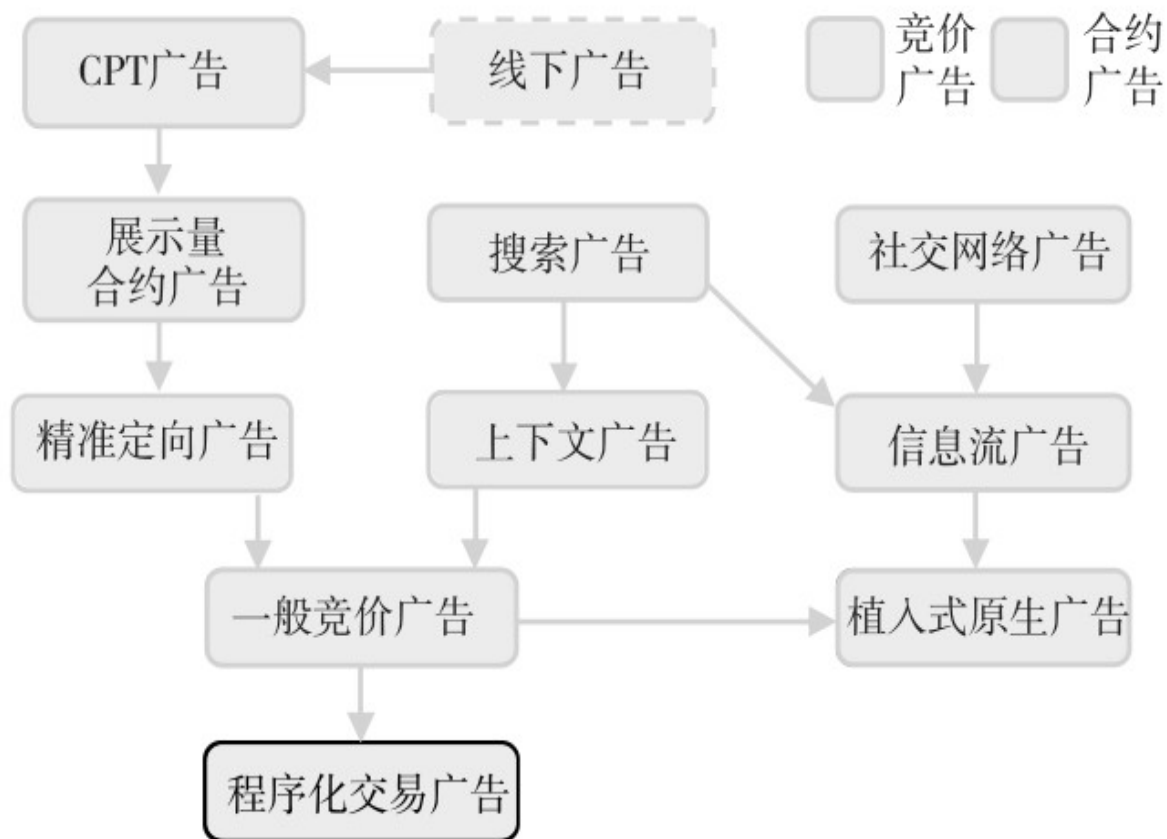 CPT广告
线下广告
竞价
广告
合约
广告
展示量
合约广告
搜索广告
社交网络广告
精准定向广告
上下文广告
信息流广告
一般竞价广告
植入式原生广告
程序化交易广告